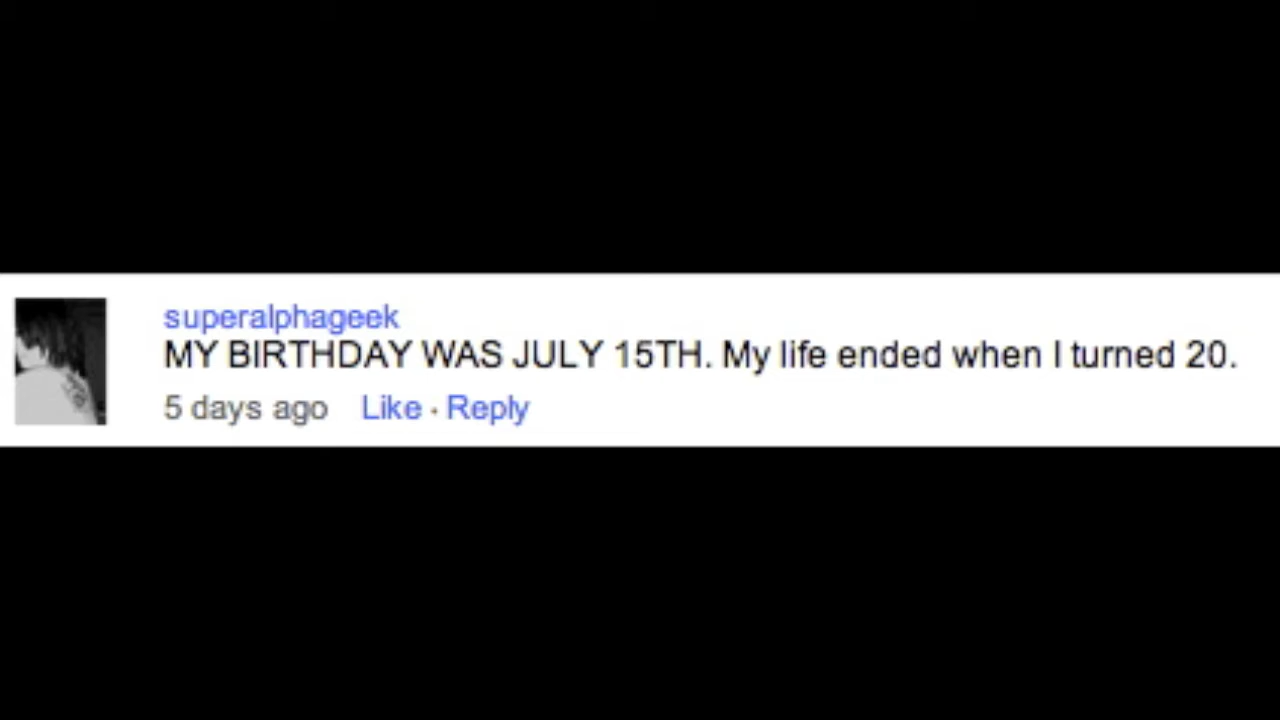 superalphageek
MY BIRTHDAY WAS JULY 15TH. My life ended when I turned 20.
5 days ago Like · Reply